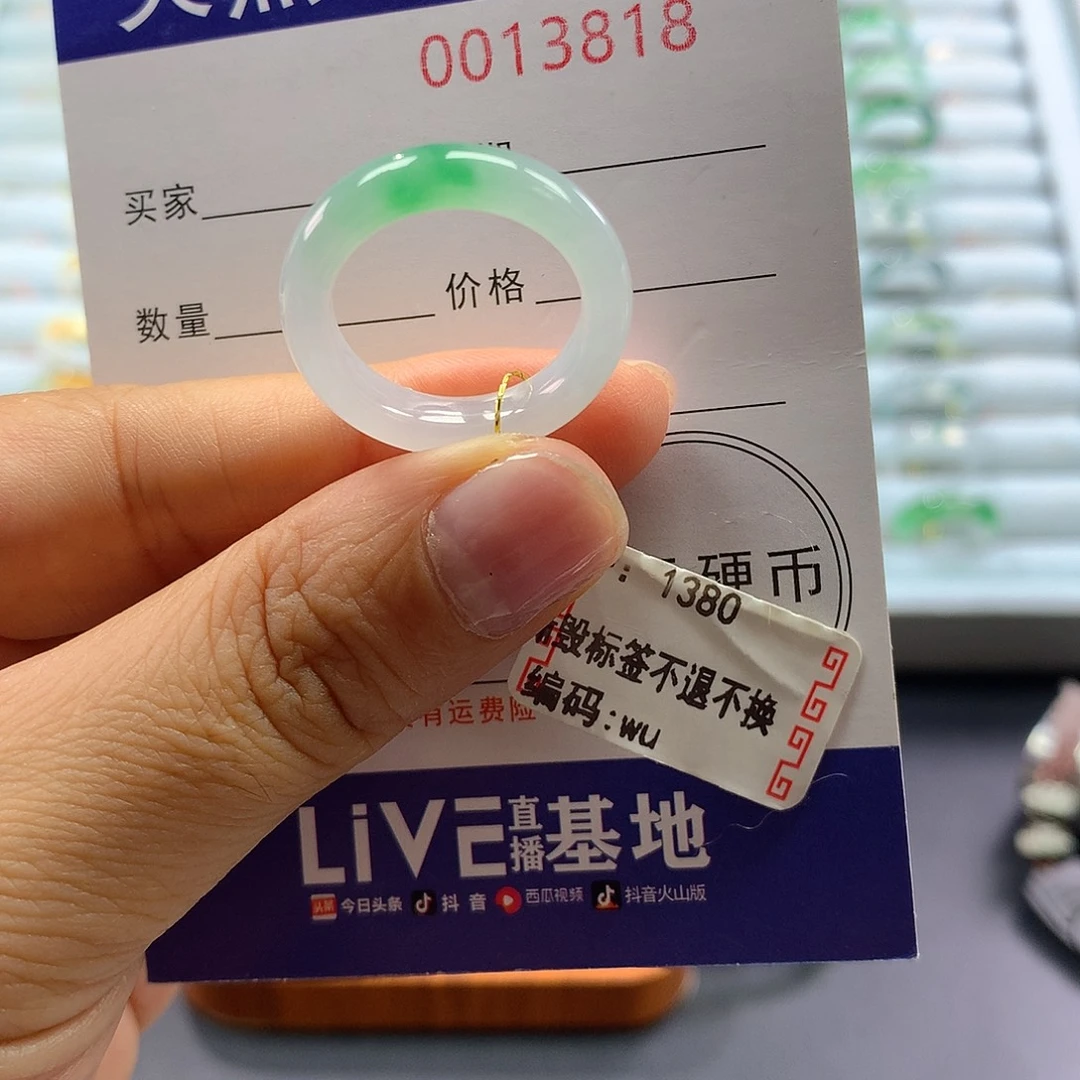 0013818
买家
数量
价格
硬币
: 1380
毁标签不退不换
编码:wu
有运费险
LiVE直播基地
头条 今日头条 抖音 西瓜视频 抖音火山版